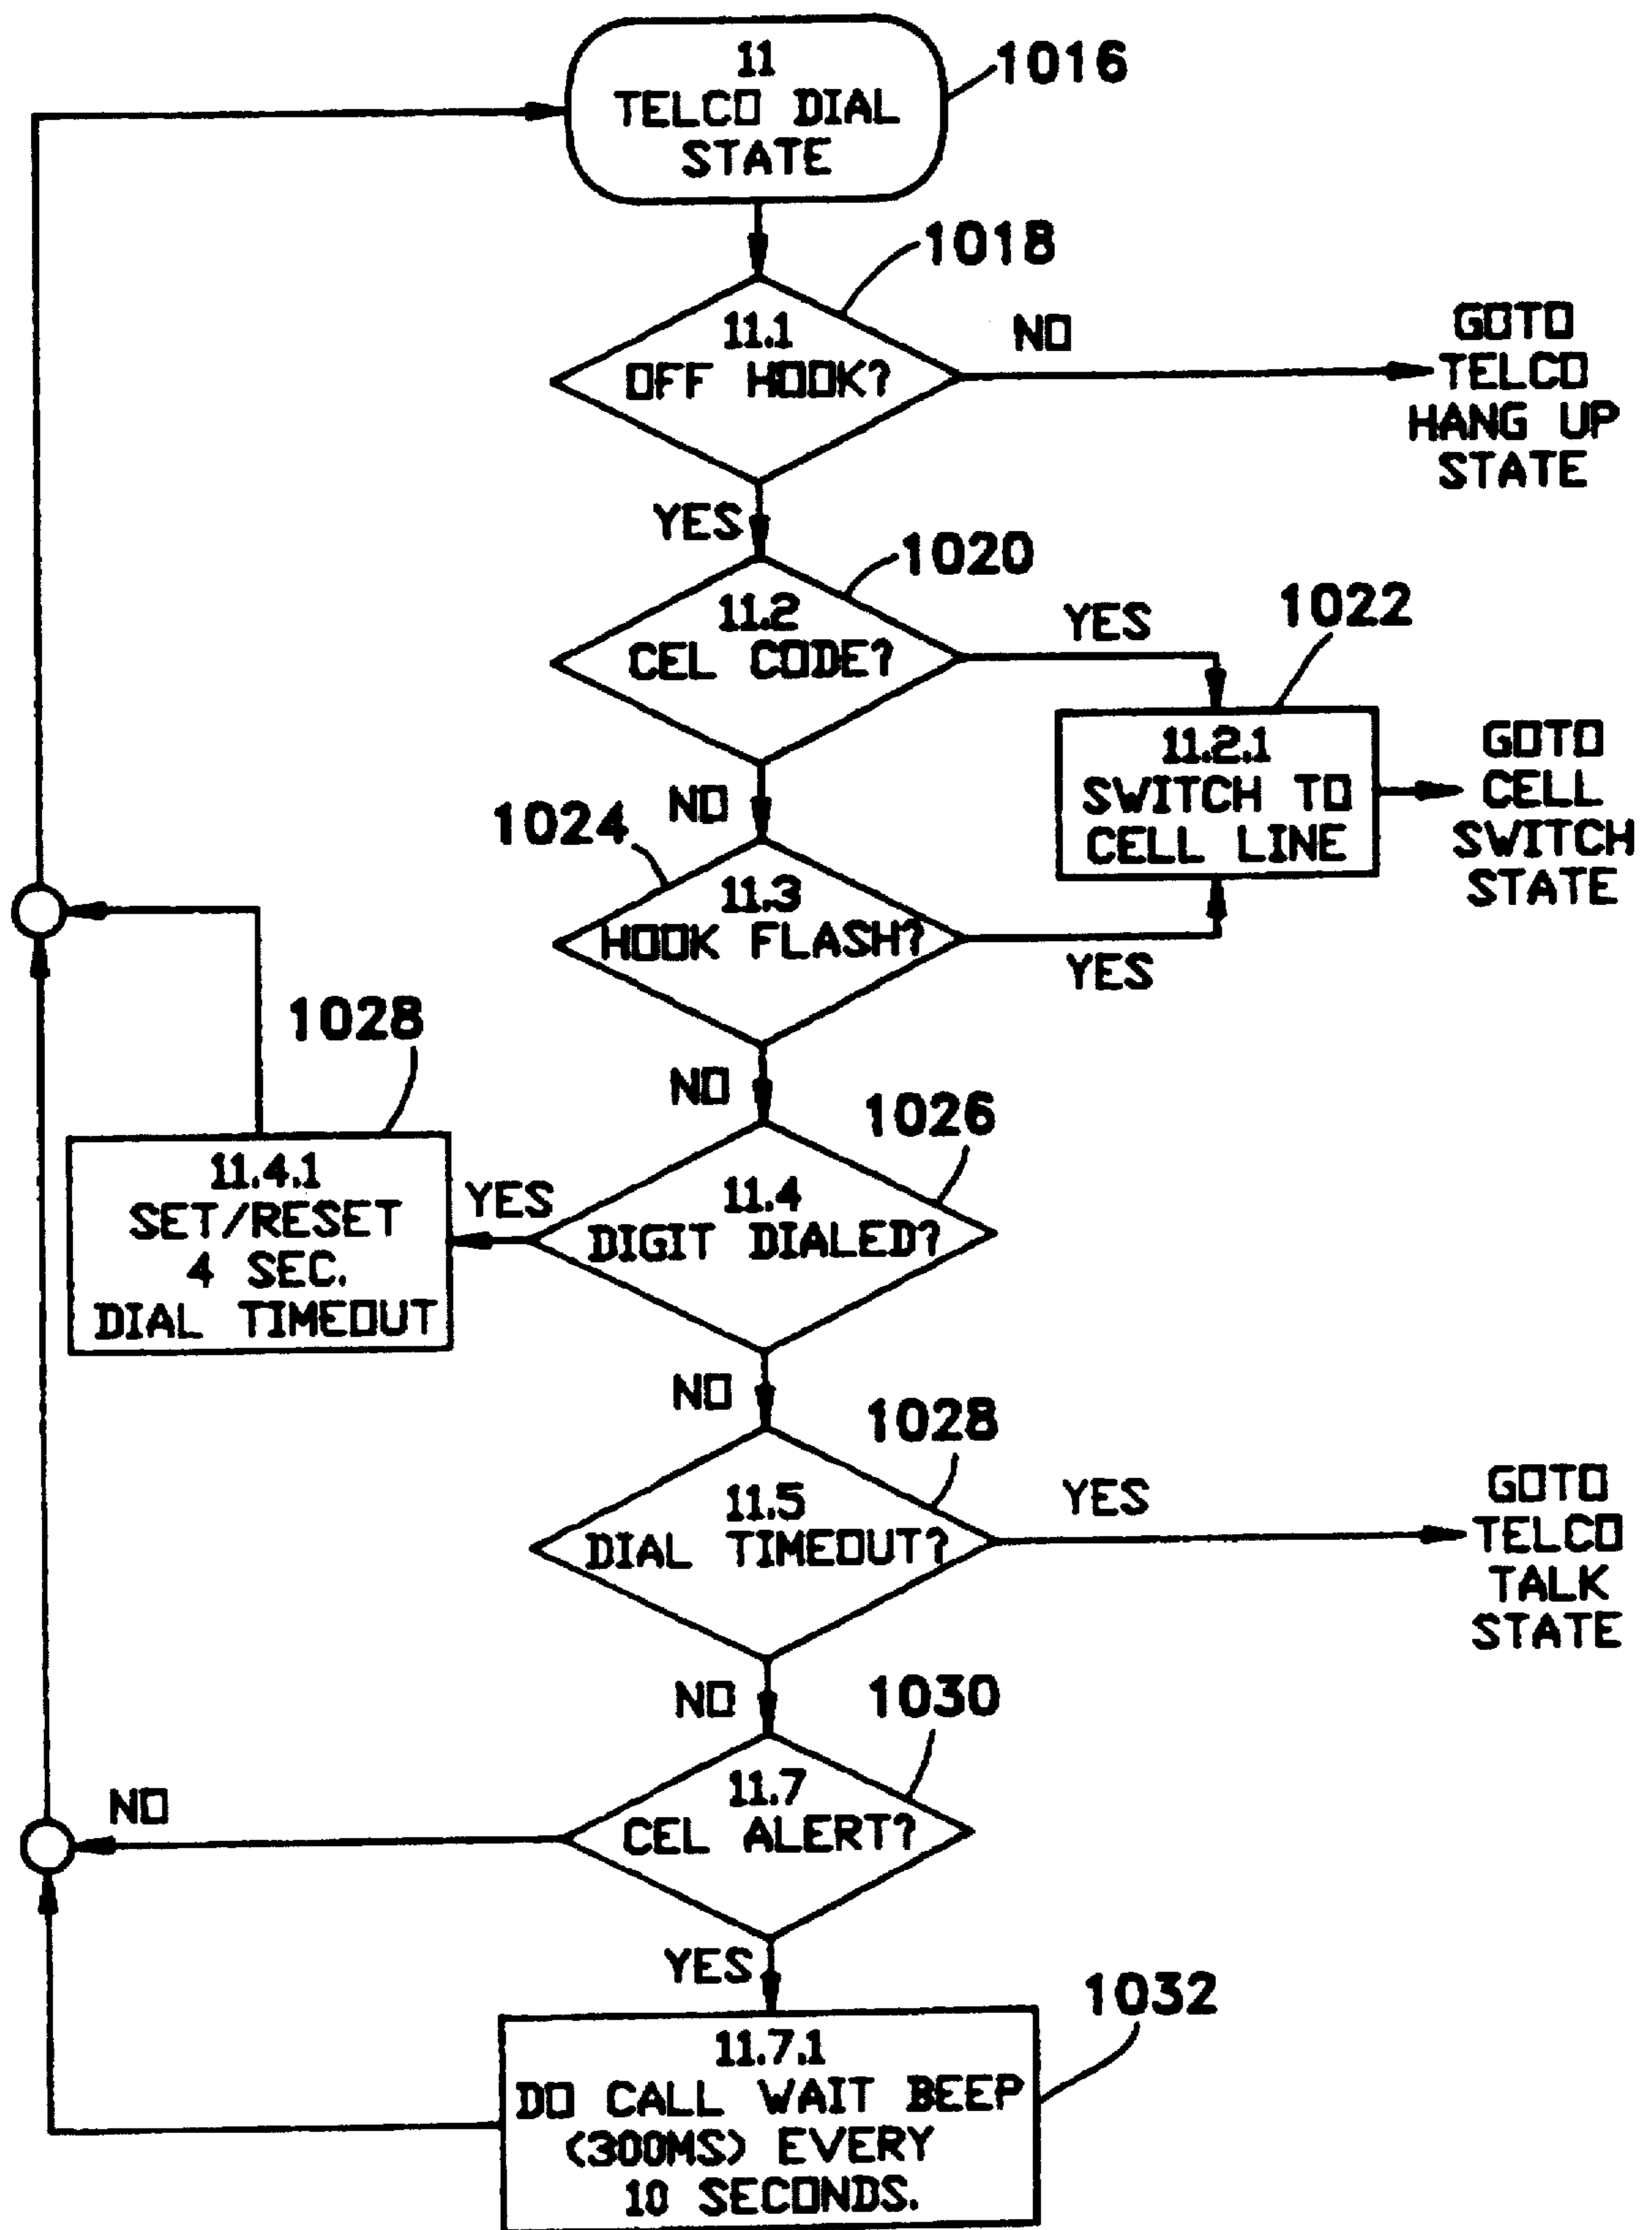 11
TELCO DIAL
STATE
1016
1018
11.1
OFF HOOK?
NO
GOTO
TELCO
HANG UP
STATE
YES
1020
11.2
CEL CODE?
YES
1022
11.2.1
SWITCH TO
CELL LINE
GOTO
CELL
SWITCH
STATE
NO
1024
11.3
HOOK FLASH?
YES
NO
1028
11.4.1
SET/RESET
4 SEC.
DIAL TIMEOUT
YES
1026
11.4
DIGIT DIALED?
NO
1028
11.5
DIAL TIMEOUT?
YES
GOTO
TELCO
TALK
STATE
NO
1030
11.7
CEL ALERT?
NO
YES
1032
11.7.1
DO CALL WAIT BEEP
(300MS) EVERY
10 SECONDS.